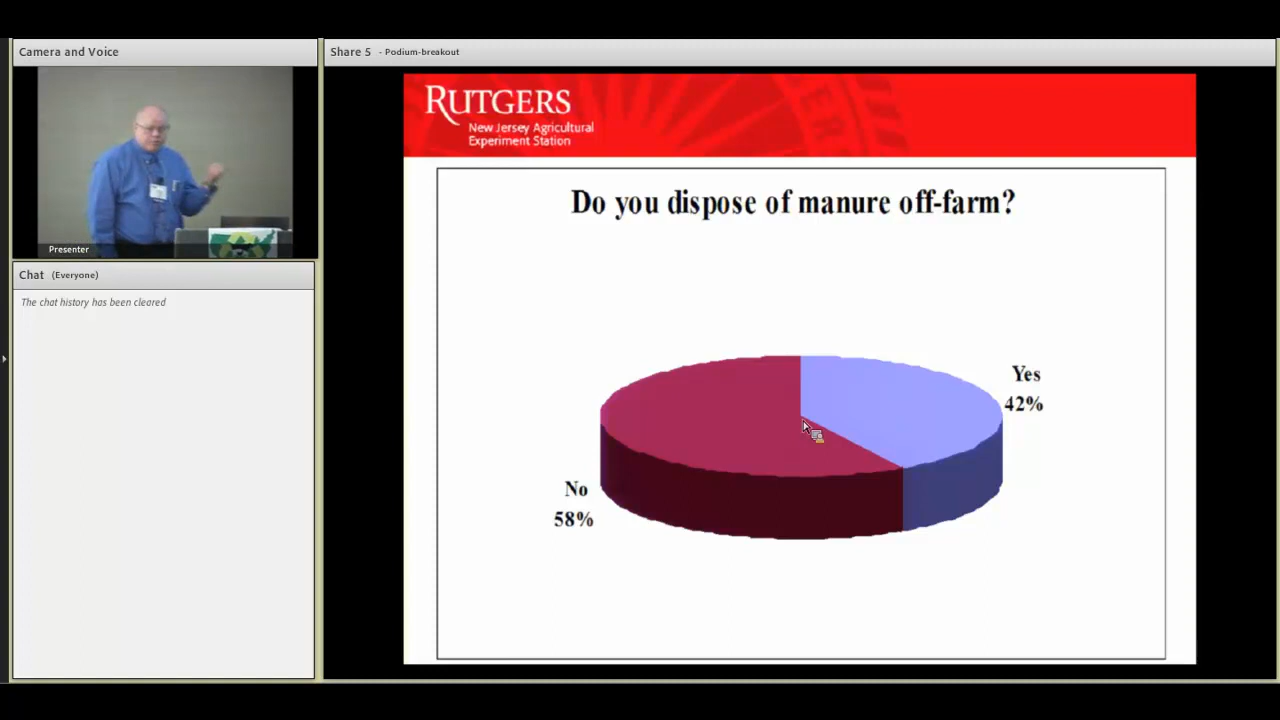 Camera and Voice
Presenter
Chat (Everyone)
The chat history has been cleared
Share 5 - Podium-breakout
RUTGERS
New Jersey Agricultural
Experiment Station
Do you dispose of manure off-farm?
Yes
42%
No
58%